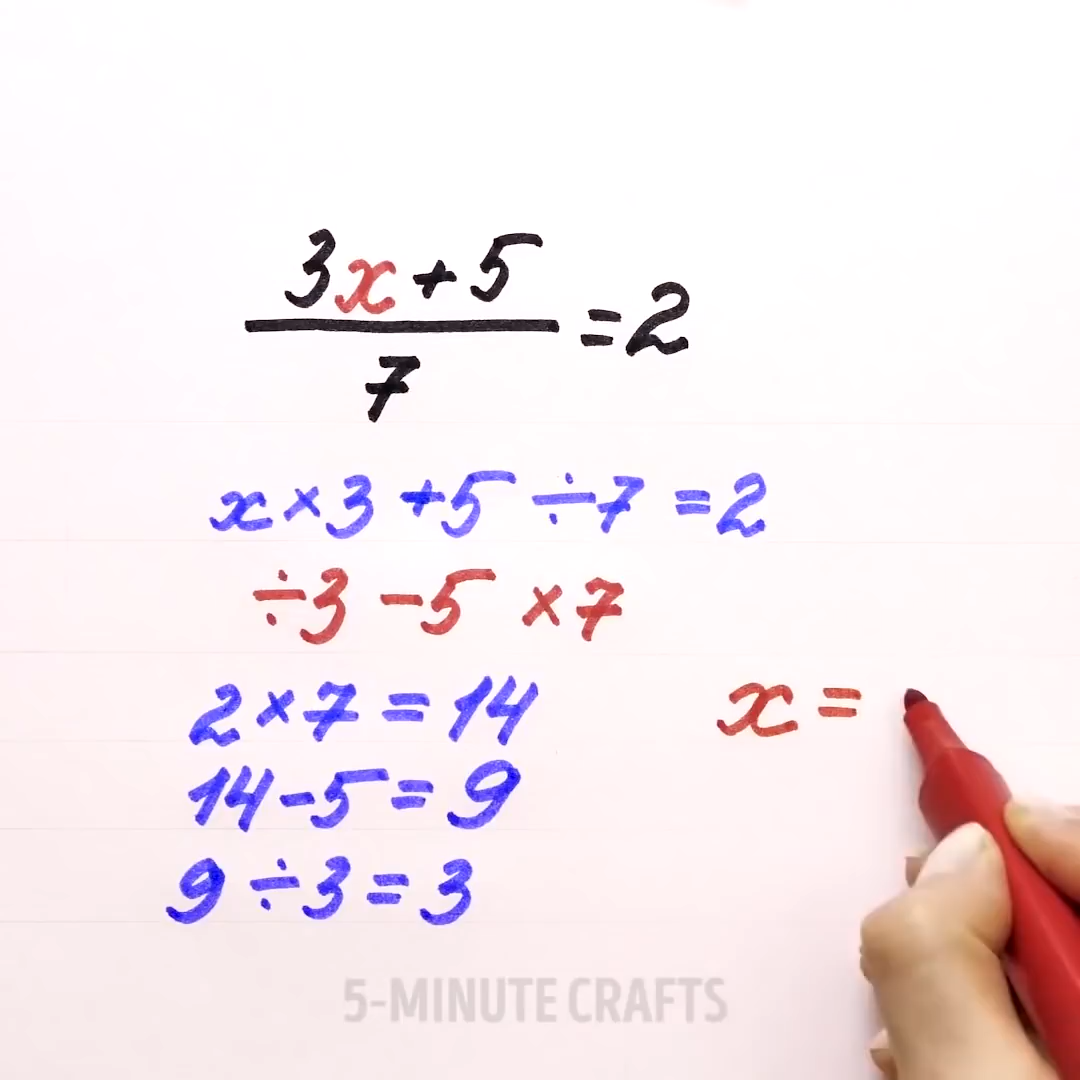 3x+5
7
=2
x×3 +5 ÷7 =2
÷3 -5 ×7
2×7=14
x=
14-5=9
9÷3=3
5-MINUTE CRAFTS